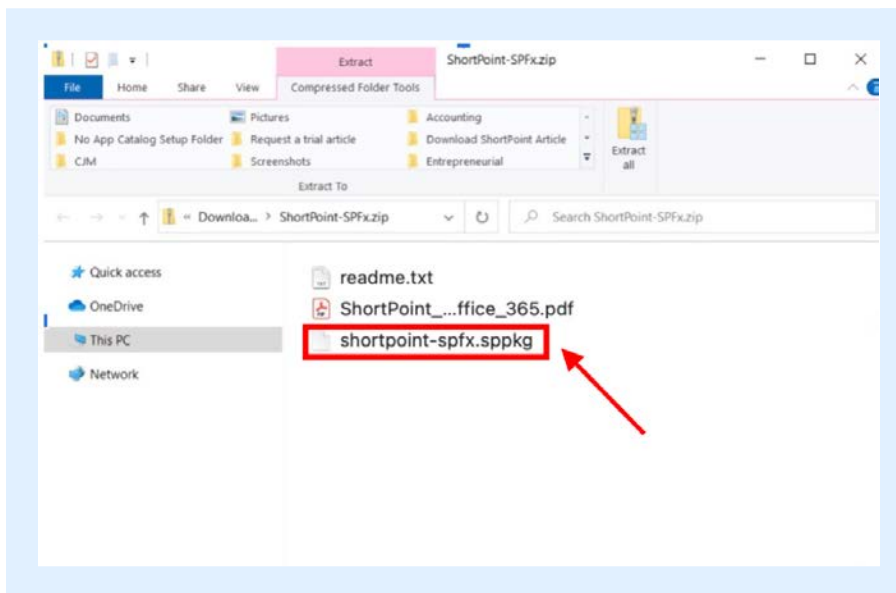 Extract
ShortPoint-SPFx.zip
File Home Share View Compressed Folder Tools
Documents Pictures Accounting
No App Catalog Setup Folder Request a trial article Download ShortPoint Article
CJM Screenshots Entrepreneurial
Extract all
Extract To
« Downloa... > ShortPoint-SPFx.zip
Search ShortPoint-SPFx.zip
Quick access
OneDrive
This PC
Network
readme.txt
ShortPoint_...ffice_365.pdf
shortpoint-spfx.sppkg